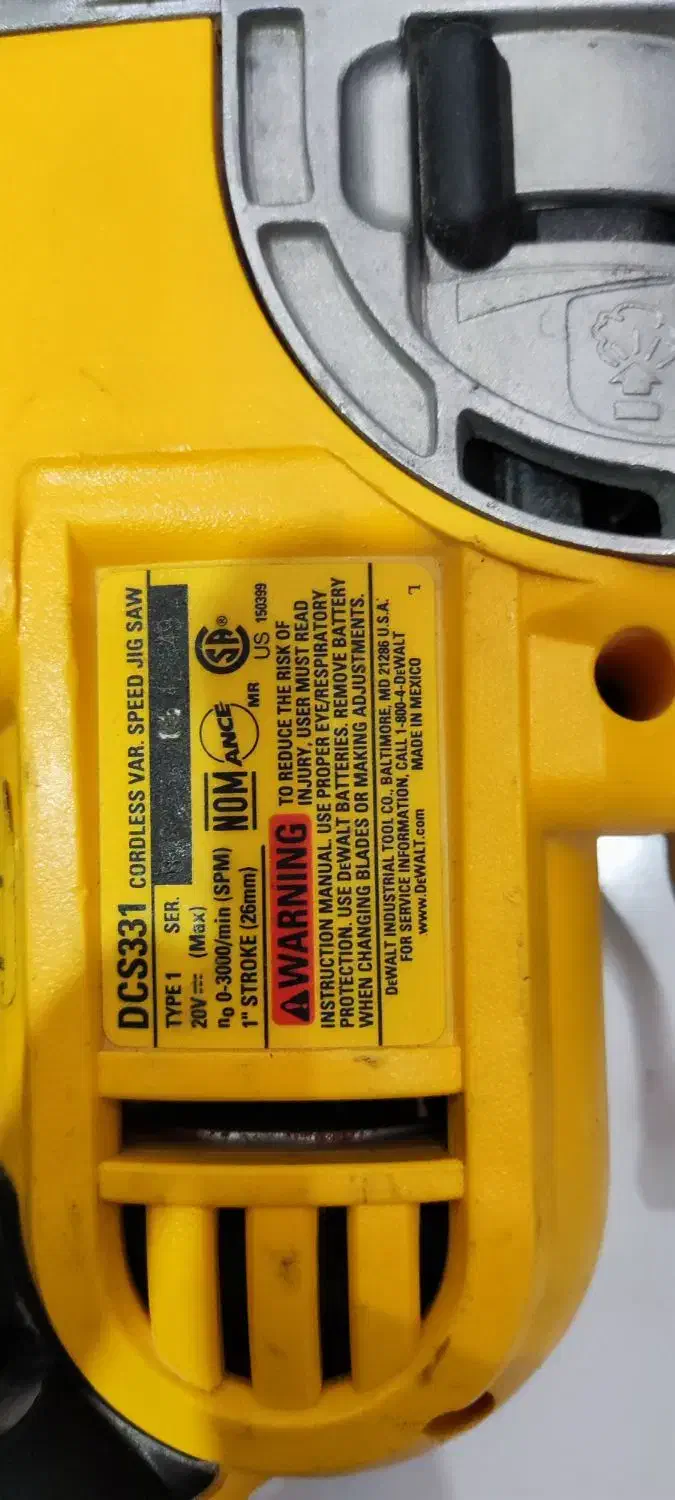 DCS331 CORDLESS VAR. SPEED JIG SAW
TYPE 1 SER.
20V (Max)
n0 0-3000/min (SPM)
1" STROKE (26mm)
NOM
ANCE
MR
SA®
US
150399
WARNING
TO REDUCE THE RISK OF
INJURY, USER MUST READ
INSTRUCTION MANUAL. USE PROPER EYE/RESPIRATORY
PROTECTION. USE DEWALT BATTERIES. REMOVE BATTERY
WHEN CHANGING BLADES OR MAKING ADJUSTMENTS.
DEWALT INDUSTRIAL TOOL CO., BALTIMORE, MD 21286 U.S.A.
FOR SERVICE INFORMATION, CALL 1-800-4-DEWALT
www.DEWALT.com MADE IN MEXICO